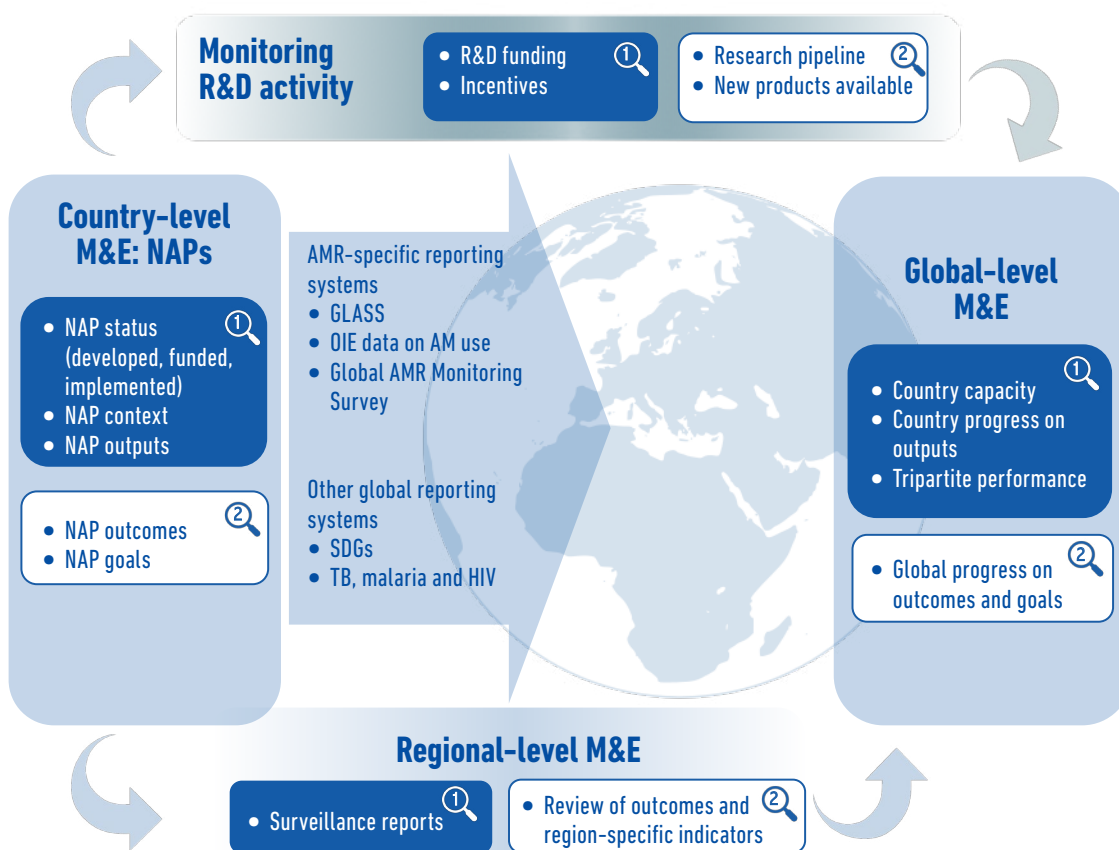 Monitoring
R&D activity
• R&D funding
• Incentives
1
• Research pipeline
• New products available
2
Country-level
M&E: NAPs
• NAP status
(developed, funded,
implemented)
• NAP context
• NAP outputs
1
• NAP outcomes
• NAP goals
2
AMR-specific reporting
systems
• GLASS
• OIE data on AM use
• Global AMR Monitoring
Survey
Other global reporting
systems
• SDGs
• TB, malaria and HIV
Global-level
M&E
• Country capacity
• Country progress on
outputs
• Tripartite performance
1
• Global progress on
outcomes and goals
2
Regional-level M&E
• Surveillance reports
1
• Review of outcomes and
region-specific indicators
2